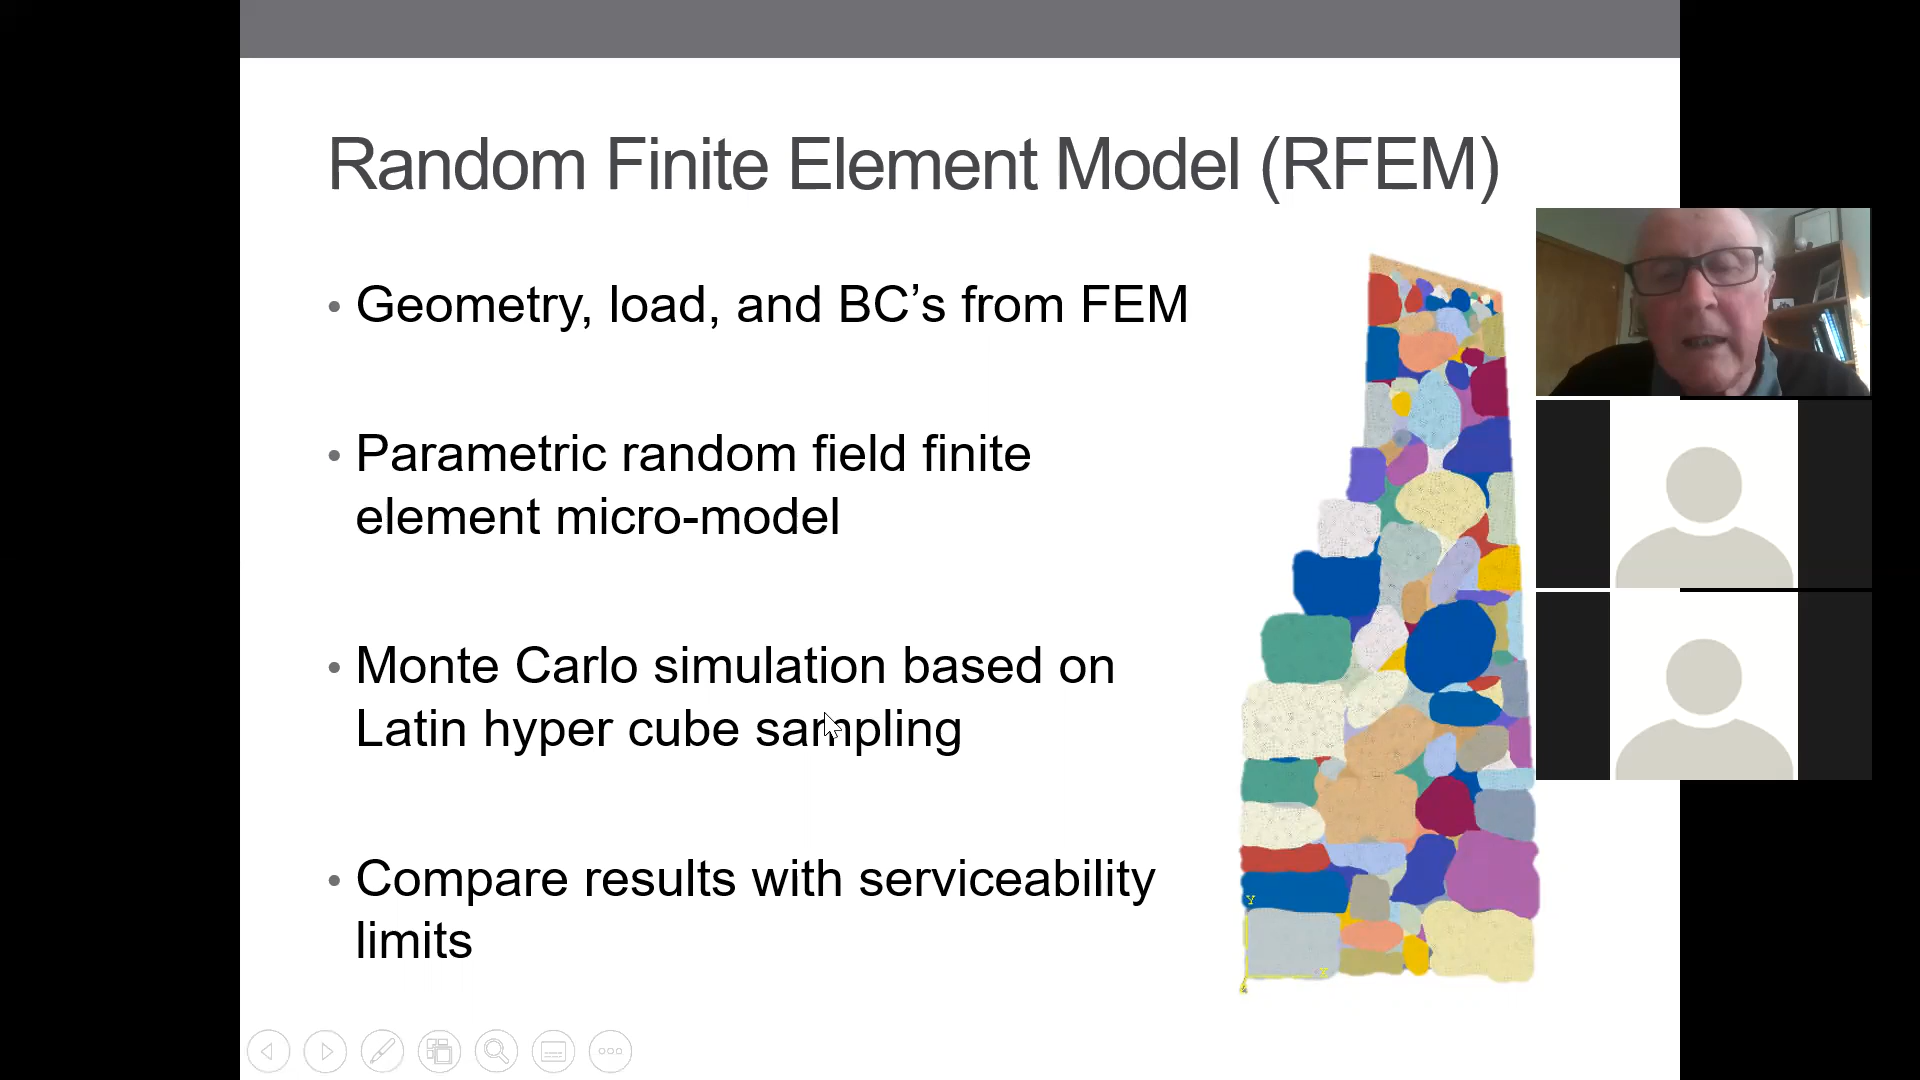 Random Finite Element Model (RFEM)
• Geometry, load, and BC’s from FEM
• Parametric random field finite
element micro-model
• Monte Carlo simulation based on
Latin hyper cube sampling
• Compare results with serviceability
limits
Y
X